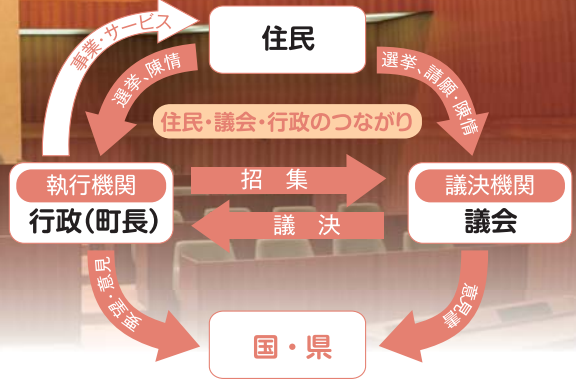 住民
事業・サービス
選挙、陳情
選挙、請願・陳情
住民・議会・行政のつながり
執行機関
行政（町長）
招 集
議 決
議決機関
議会
要望・意見
意見書
国・県